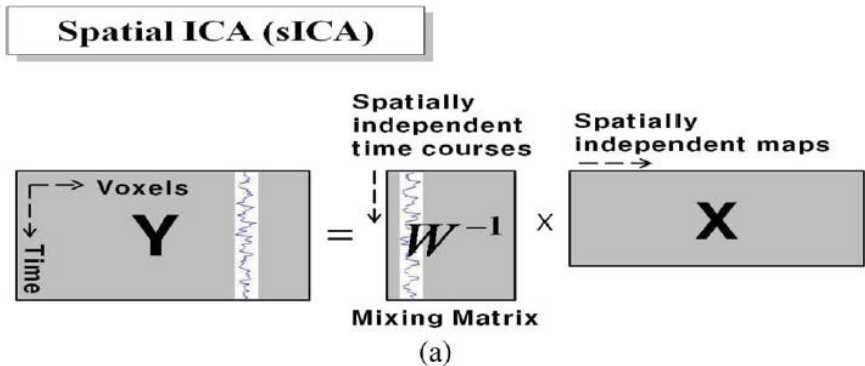 Spatial ICA (sICA)
Spatially
independent
time courses
Spatially
independent maps
Voxels
Time
Y
=
W⁻¹
X
X
Mixing Matrix
(a)